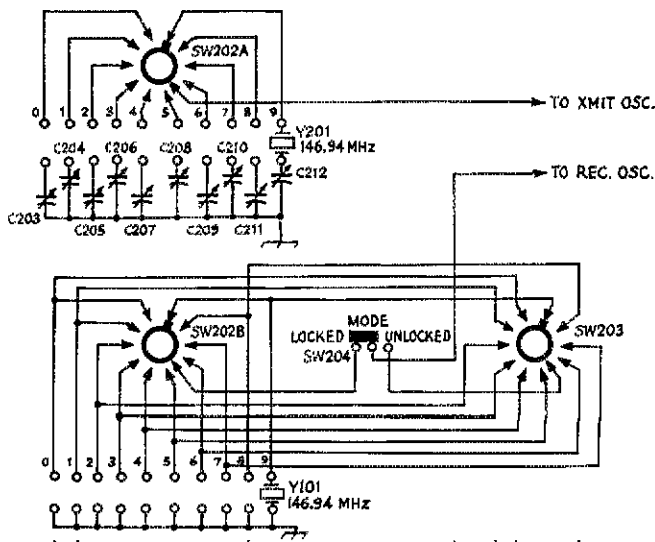 SW202A
0 1 2 3 4 5 6 7 8 9
TO XMIT OSC.
Y201
146.94 MHz
C204 C206 C208 C210
C212
TO REC. OSC.
C203
C205 C207 C209 C211
MODE
LOCKED UNLOCKED
SW202B
SW204
SW203
0 1 2 3 4 5 6 7 8 9
Y101
146.94 MHz